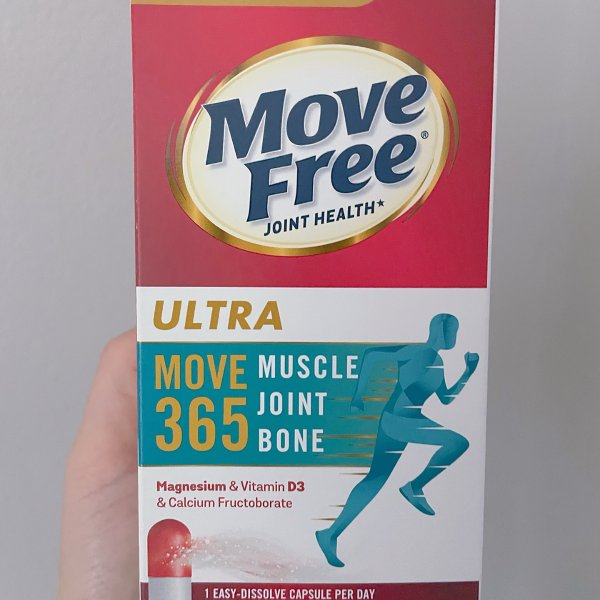 Move
Free®
JOINT HEALTH*
ULTRA
MOVE
365
MUSCLE
JOINT
BONE
Magnesium & Vitamin D3
& Calcium Fructoborate
1 EASY-DISSOLVE CAPSULE PER DAY